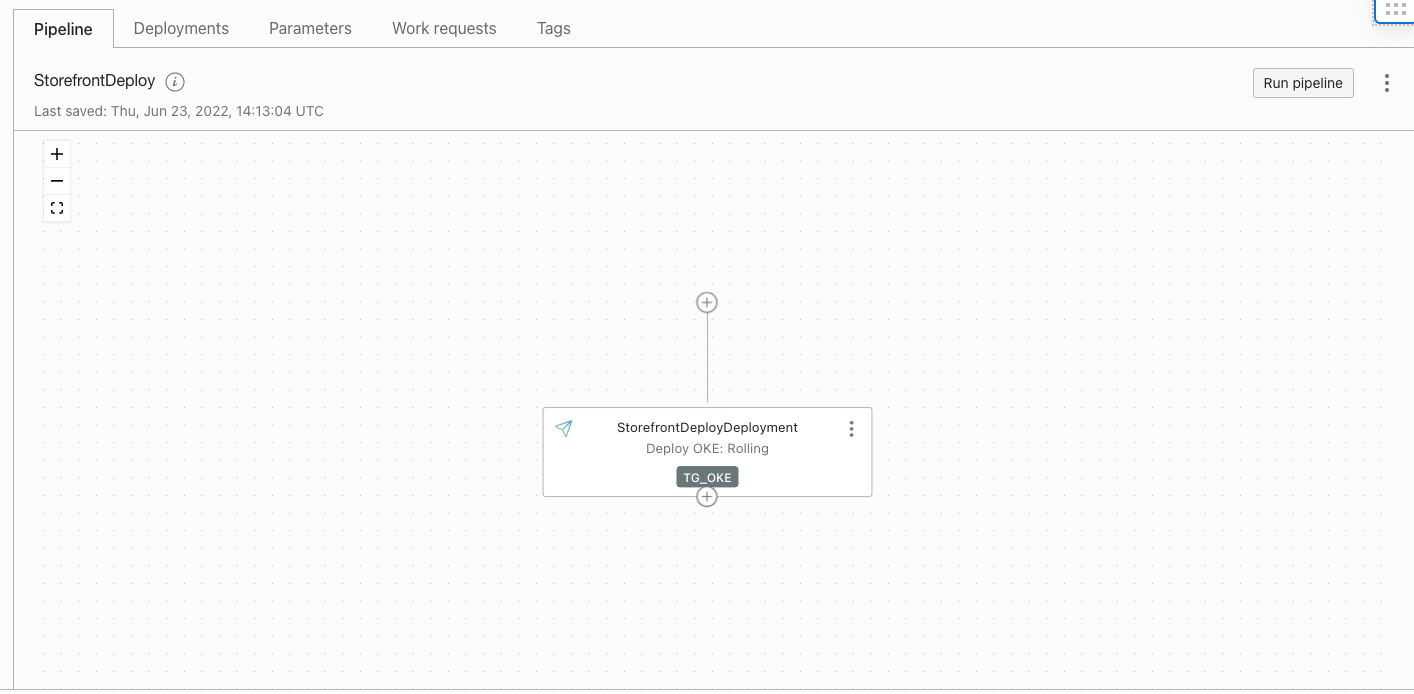 Pipeline Deployments Parameters Work requests Tags
StorefrontDeploy
Run pipeline
Last saved: Thu, Jun 23, 2022, 14:13:04 UTC
StorefrontDeployDeployment
Deploy OKE: Rolling
TG_OKE